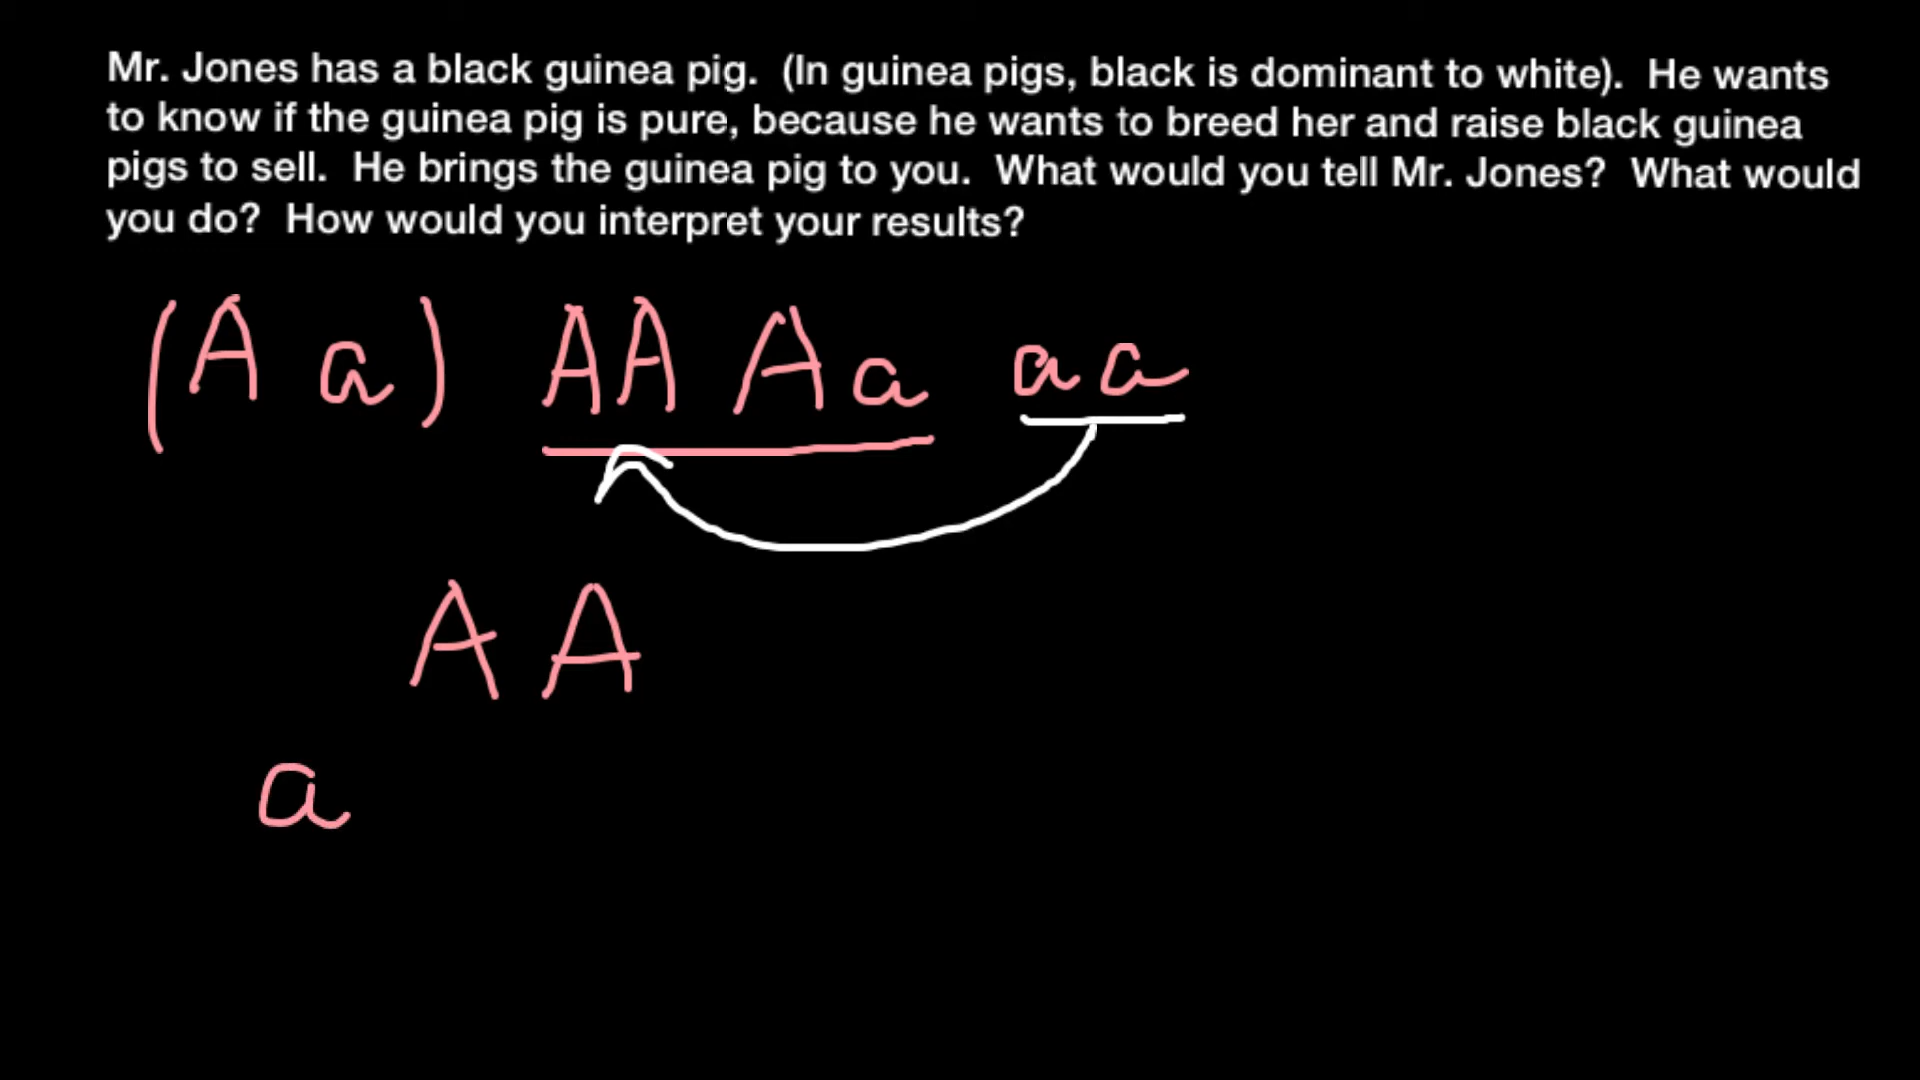 Mr. Jones has a black guinea pig. (In guinea pigs, black is dominant to white). He wants
to know if the guinea pig is pure, because he wants to breed her and raise black guinea
pigs to sell. He brings the guinea pig to you. What would you tell Mr. Jones? What would
you do? How would you interpret your results?
(A a) AA Aa aa
A A
a